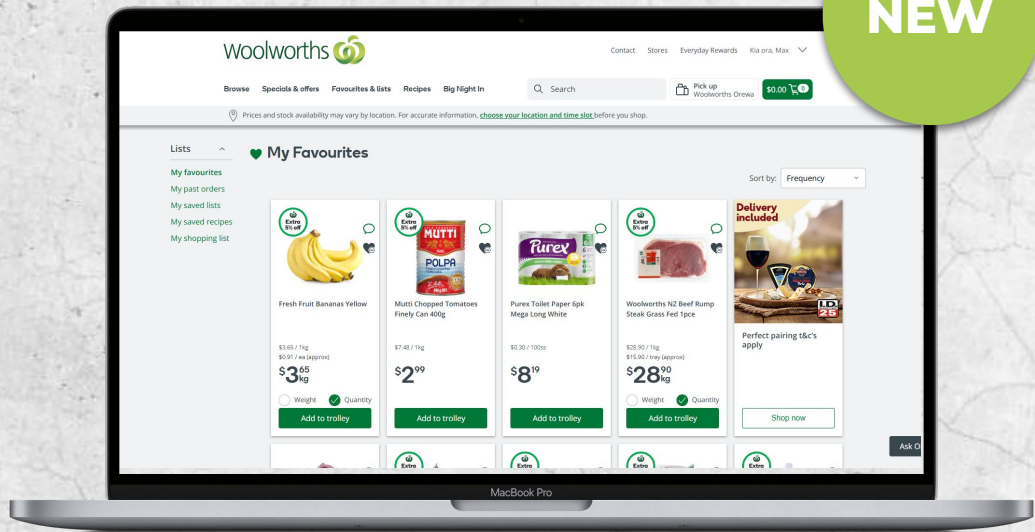 NEW
Woolworths
Contact Stores Everyday Rewards Kia ora, Max
Browse Specials & offers Favourites & lists Recipes Big Night In
Search
Pick up
Woolworths Orewa
$0.00 0
Prices and stock availability may vary by location. For accurate information, choose your location and time slot before you shop.
Lists
My favourites
My past orders
My saved lists
My saved recipes
My shopping list
My Favourites
Sort by: Frequency
Extra
5% off
Fresh Fruit Bananas Yellow
$3.65 / 1kg
$0.91 / ea (approx)
$3 65 kg
Weight Quantity
Add to trolley
Extra
5% off
MUTTI
POLPA
Mutti Chopped Tomatoes
Finely Can 400g
$7.48 / 1kg
$2 99
Add to trolley
Purex
Purex Toilet Paper 6pk
Mega Long White
$0.30 / 100ss
$8 19
Add to trolley
Extra
5% off
Woolworths NZ Beef Rump
Steak Grass Fed 1pce
$28.90 / 1kg
$15.90 / tray (approx)
$28 90 kg
Weight Quantity
Add to trolley
Delivery
included
I.D.
25
Perfect pairing t&c's
apply
Shop now
Ask O
Extra
Extra
Extra
Extra
MacBook Pro